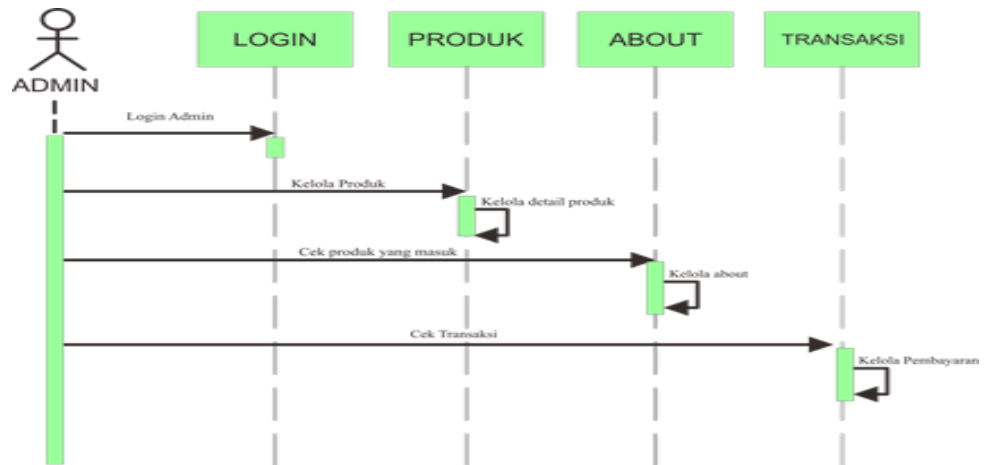 LOGIN
PRODUK
ABOUT
TRANSAKSI
ADMIN
Login Admin
Kelola Produk
Kelola detail produk
Cek produk yang masuk
Kelola about
Cek Transaksi
Kelola Pembayaran